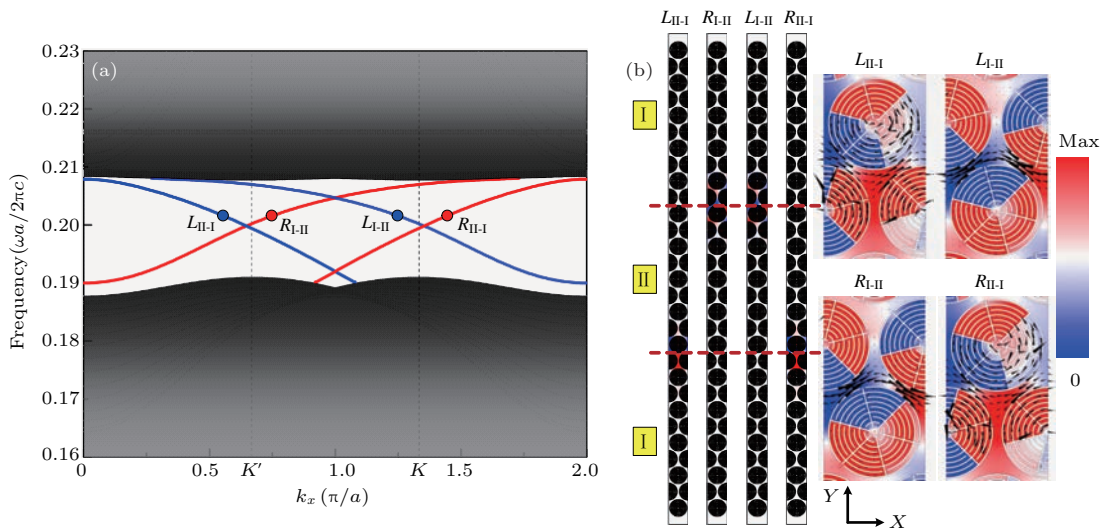 (a)
0.23
0.22
0.21
0.20
0.19
0.18
0.17
0.16
Frequency(ωa/2πc)
L_II-I
R_I-II
L_I-II
R_II-I
0
0.5
K′
1.0
K
1.5
2.0
k_x (π/a)
(b)
L_II-I R_I-II L_I-II R_II-I
I
II
I
L_II-I L_I-II
R_I-II R_II-I
Max
0
Y
X